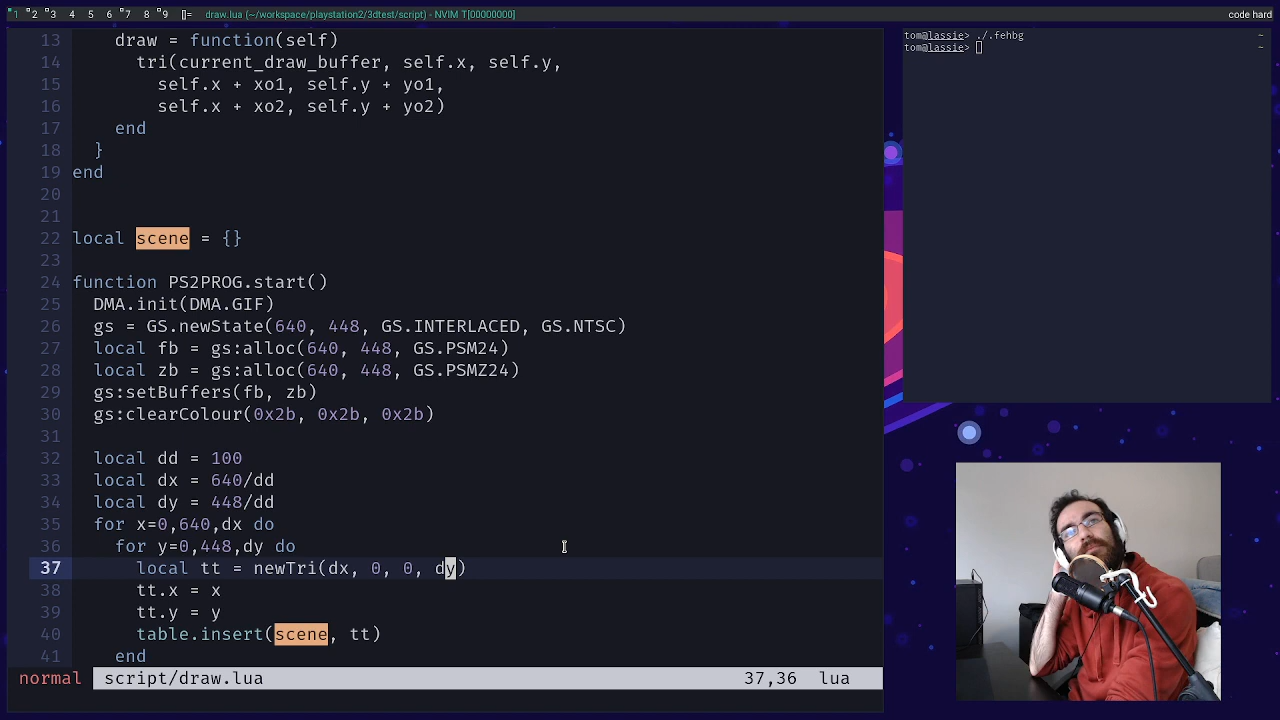 1 2 3 4 5 6 7 8 9 []= draw.lua (~/workspace/playstation2/3dtest/script) - NVIM T[00000000] code hard
13 draw = function(self)
14 tri(current_draw_buffer, self.x, self.y,
15 self.x + xo1, self.y + yo1,
16 self.x + xo2, self.y + yo2)
17 end
18 }
19 end
20
21
22 local scene = {}
23
24 function PS2PROG.start()
25 DMA.init(DMA.GIF)
26 gs = GS.newState(640, 448, GS.INTERLACED, GS.NTSC)
27 local fb = gs:alloc(640, 448, GS.PSM24)
28 local zb = gs:alloc(640, 448, GS.PSMZ24)
29 gs:setBuffers(fb, zb)
30 gs:clearColour(0x2b, 0x2b, 0x2b)
31
32 local dd = 100
33 local dx = 640/dd
34 local dy = 448/dd
35 for x=0,640,dx do
36 for y=0,448,dy do
37 local tt = newTri(dx, 0, 0, dy)
38 tt.x = x
39 tt.y = y
40 table.insert(scene, tt)
41 end
normal script/draw.lua 37,36 lua
tom@lassie> ./.fehbg ~
tom@lassie> ~